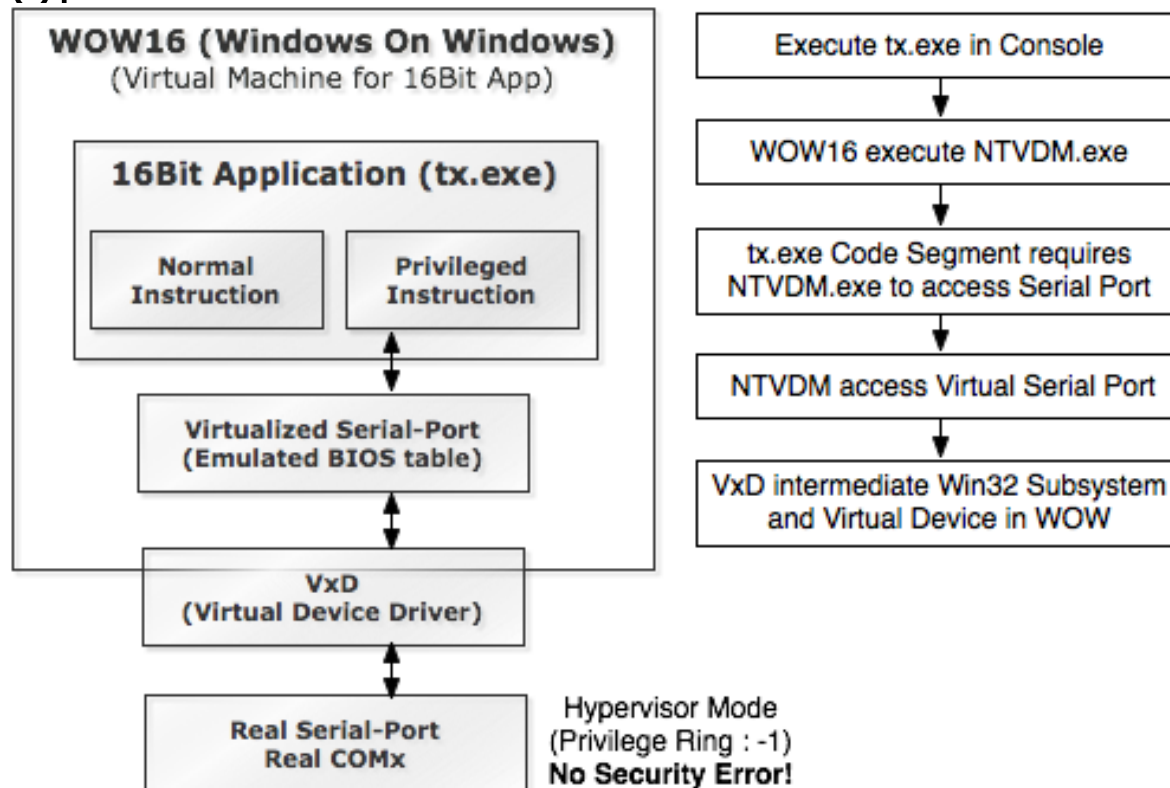 WOW16 (Windows On Windows)
(Virtual Machine for 16Bit App)
16Bit Application (tx.exe)
Normal
Instruction
Privileged
Instruction
Virtualized Serial-Port
(Emulated BIOS table)
VxD
(Virtual Device Driver)
Real Serial-Port
Real COMx
Hypervisor Mode
(Privilege Ring : -1)
No Security Error!
Execute tx.exe in Console
WOW16 execute NTVDM.exe
tx.exe Code Segment requires
NTVDM.exe to access Serial Port
NTVDM access Virtual Serial Port
VxD intermediate Win32 Subsystem
and Virtual Device in WOW